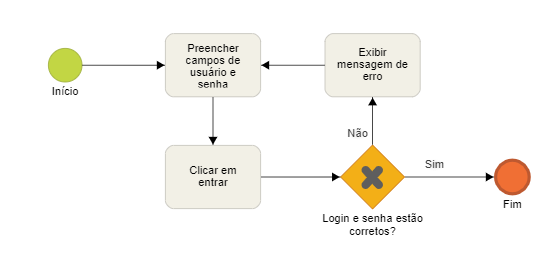 Início
Preencher
campos de
usuário e
senha
Exibir
mensagem de
erro
Clicar em
entrar
Não
Sim
Login e senha estão
corretos?
Fim